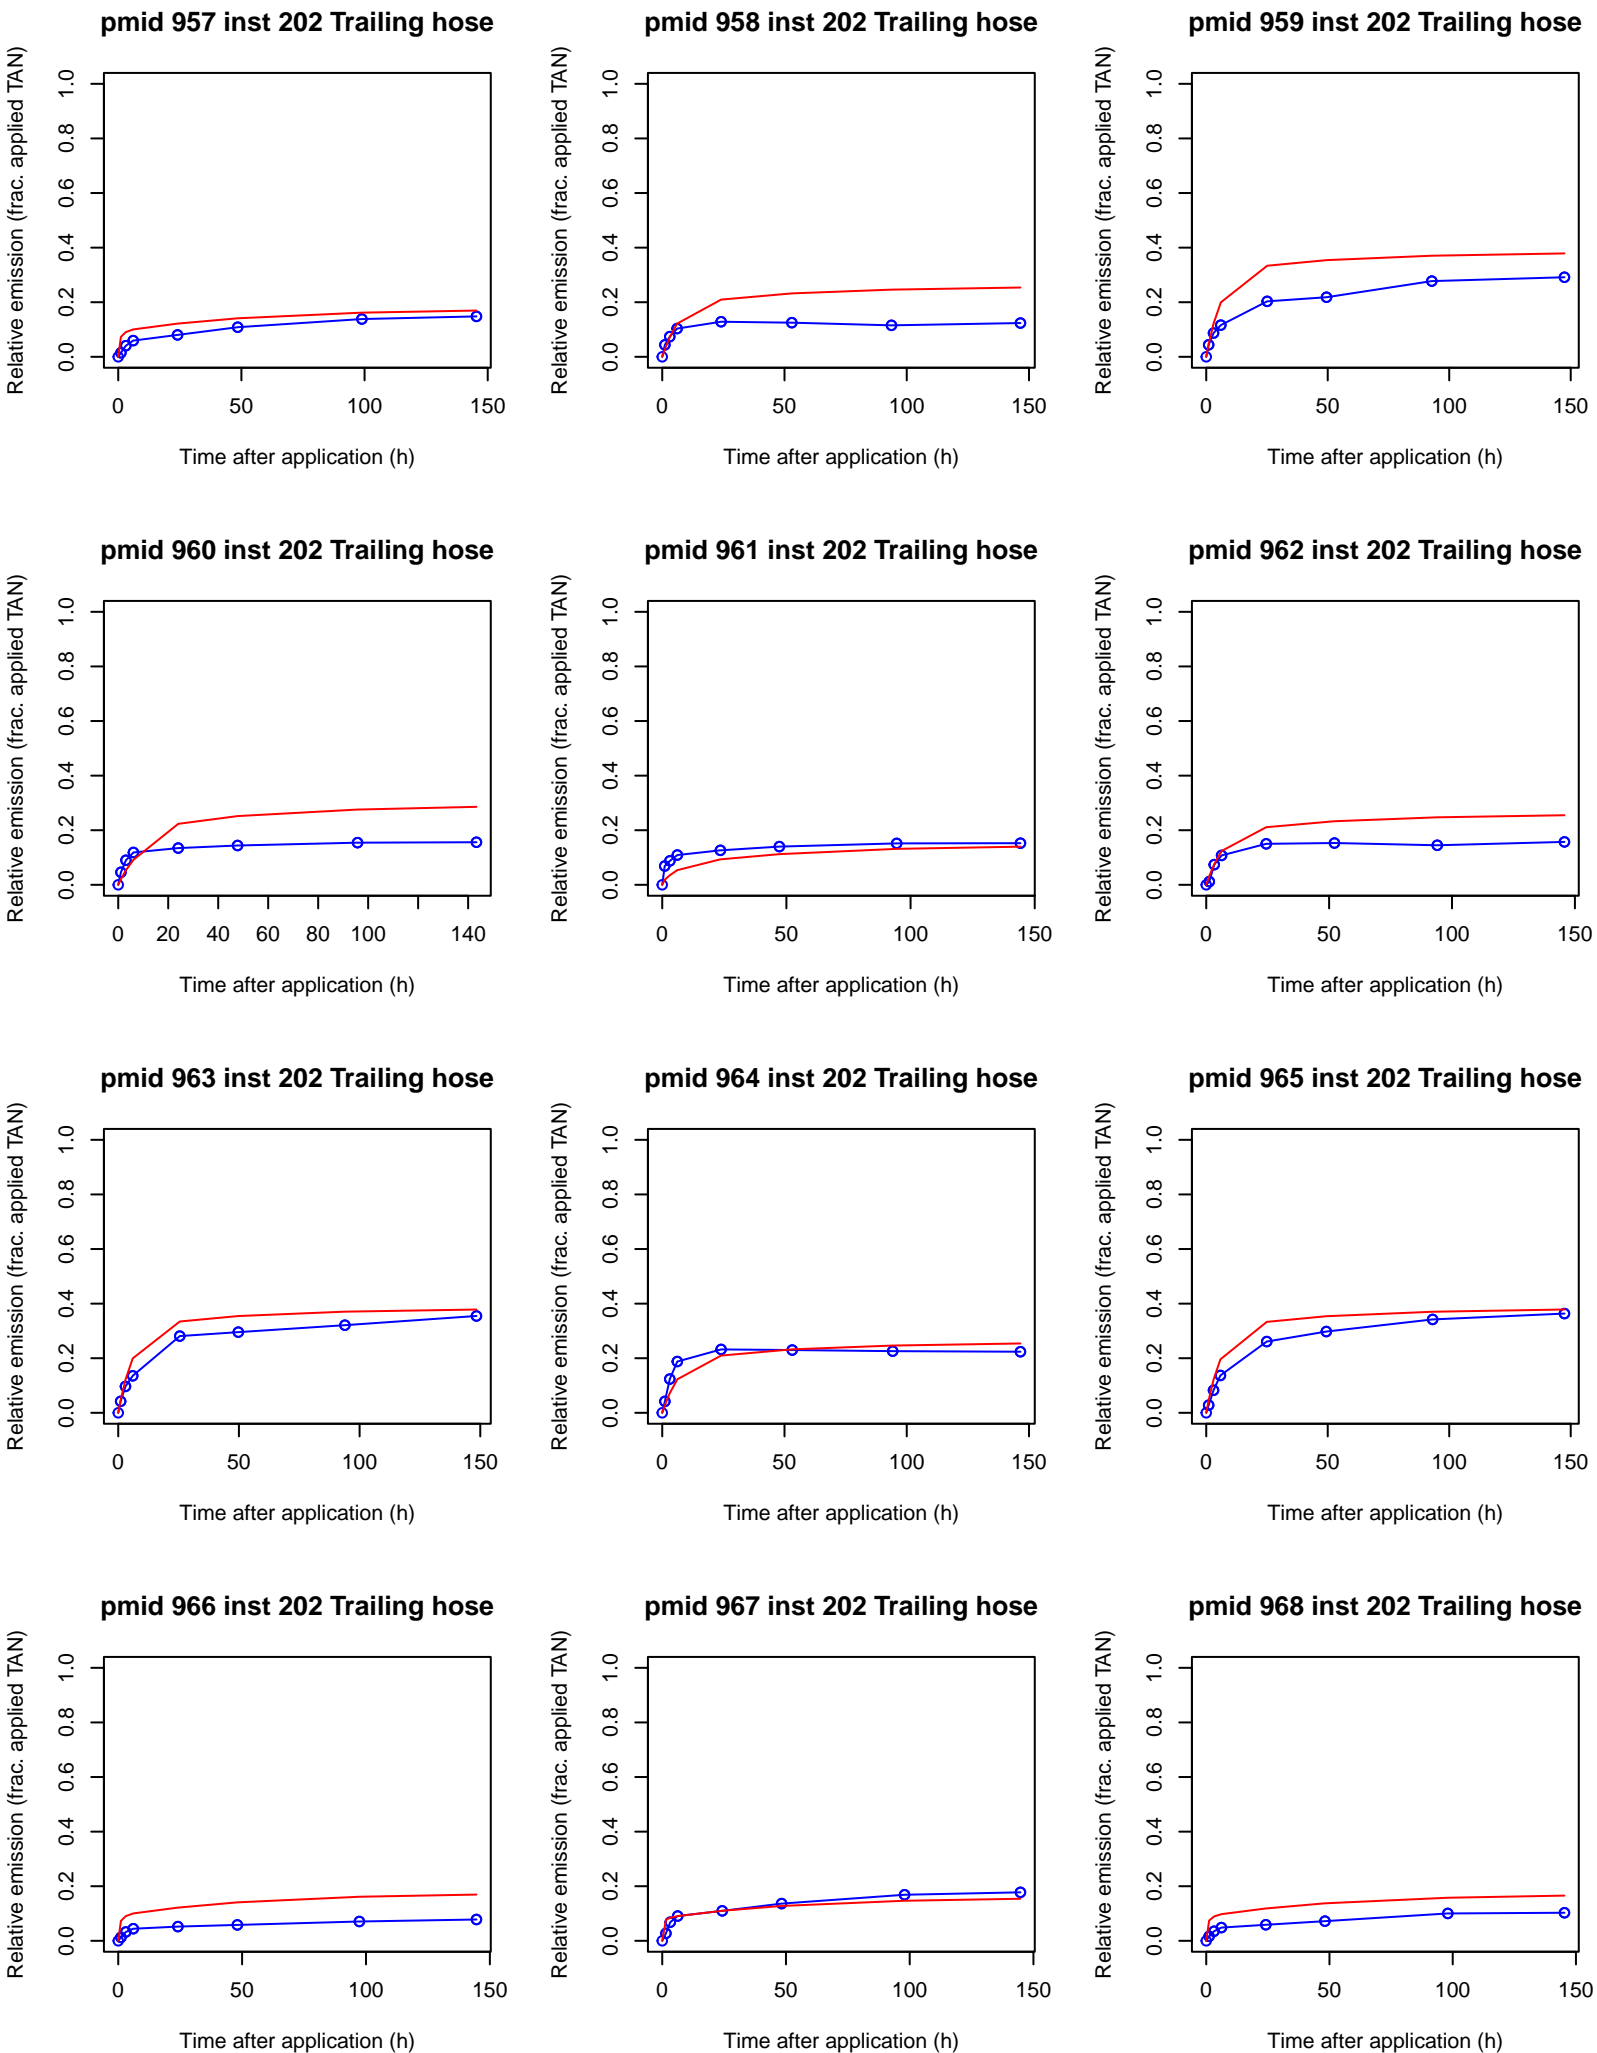 pmid 957 inst 202 Trailing hose
Relative emission (frac. applied TAN)
1.0
0.8
0.6
0.4
0.2
0.0
0 50 100 150
Time after application (h)
pmid 958 inst 202 Trailing hose
Relative emission (frac. applied TAN)
1.0
0.8
0.6
0.4
0.2
0.0
0 50 100 150
Time after application (h)
pmid 959 inst 202 Trailing hose
Relative emission (frac. applied TAN)
1.0
0.8
0.6
0.4
0.2
0.0
0 50 100 150
Time after application (h)
pmid 960 inst 202 Trailing hose
Relative emission (frac. applied TAN)
1.0
0.8
0.6
0.4
0.2
0.0
0 20 40 60 80 100 140
Time after application (h)
pmid 961 inst 202 Trailing hose
Relative emission (frac. applied TAN)
1.0
0.8
0.6
0.4
0.2
0.0
0 50 100 150
Time after application (h)
pmid 962 inst 202 Trailing hose
Relative emission (frac. applied TAN)
1.0
0.8
0.6
0.4
0.2
0.0
0 50 100 150
Time after application (h)
pmid 963 inst 202 Trailing hose
Relative emission (frac. applied TAN)
1.0
0.8
0.6
0.4
0.2
0.0
0 50 100 150
Time after application (h)
pmid 964 inst 202 Trailing hose
Relative emission (frac. applied TAN)
1.0
0.8
0.6
0.4
0.2
0.0
0 50 100 150
Time after application (h)
pmid 965 inst 202 Trailing hose
Relative emission (frac. applied TAN)
1.0
0.8
0.6
0.4
0.2
0.0
0 50 100 150
Time after application (h)
pmid 966 inst 202 Trailing hose
Relative emission (frac. applied TAN)
1.0
0.8
0.6
0.4
0.2
0.0
0 50 100 150
Time after application (h)
pmid 967 inst 202 Trailing hose
Relative emission (frac. applied TAN)
1.0
0.8
0.6
0.4
0.2
0.0
0 50 100 150
Time after application (h)
pmid 968 inst 202 Trailing hose
Relative emission (frac. applied TAN)
1.0
0.8
0.6
0.4
0.2
0.0
0 50 100 150
Time after application (h)